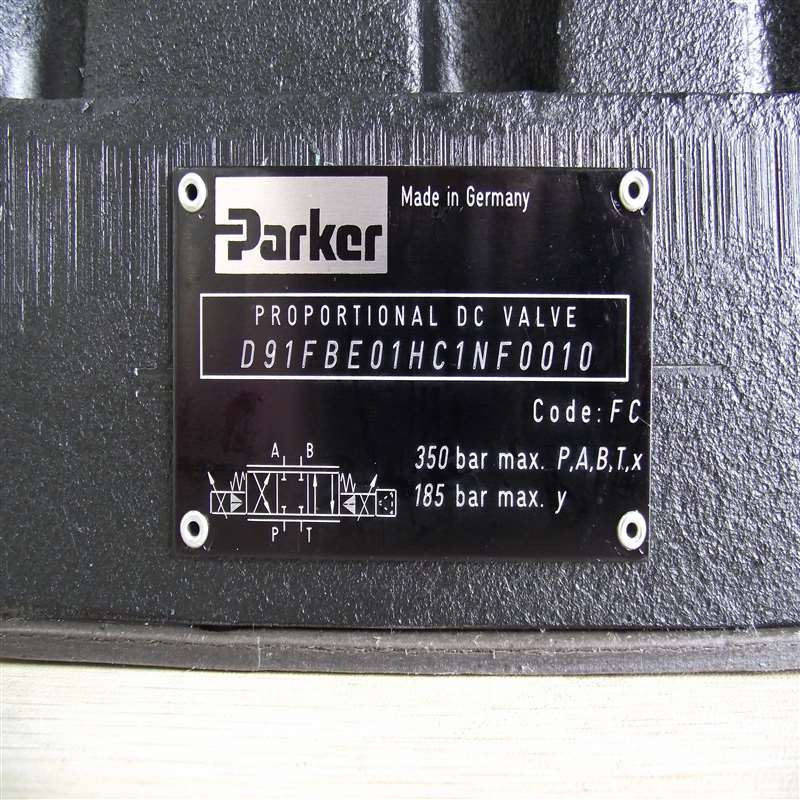 Parker
Made in Germany
PROPORTIONAL DC VALVE
D91FBE01HC1NF0010
Code: FC
350 bar max. P,A,B,T,x
185 bar max. y
A B
P T